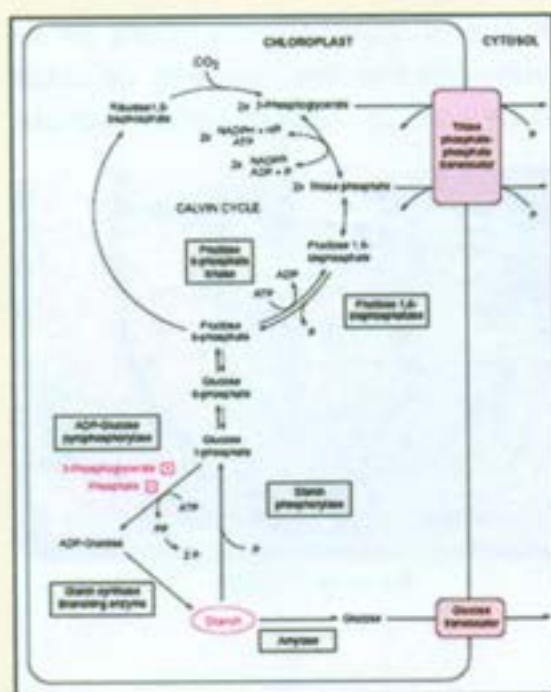 CHLOROPLAST
CYTOSOL
CO2
Ribulose 1,5-
bisphosphate
2x 3-Phosphoglycerate
2x NADPH + H
ATP
2x NADP
ADP + P
2x triose phosphate
Triose
phosphate-
phosphate
translocator
P
P
CALVIN CYCLE
Fructose
6-phosphate
kinase
Fructose 1,6-
bisphosphate
ADP
ATP
P
Fructose 1,6-
bisphosphatase
Fructose
6-phosphate
Glucose
6-phosphate
Glucose
1-phosphate
ADP-Glucose
pyrophosphorylase
3-Phosphoglycerate +
Phosphate -
ATP
PP
2 P
ADP-Glucose
Starch
phosphorylase
P
Starch synthase
Branching enzyme
Starch
Amylase
Glucose
Glucose
translocator